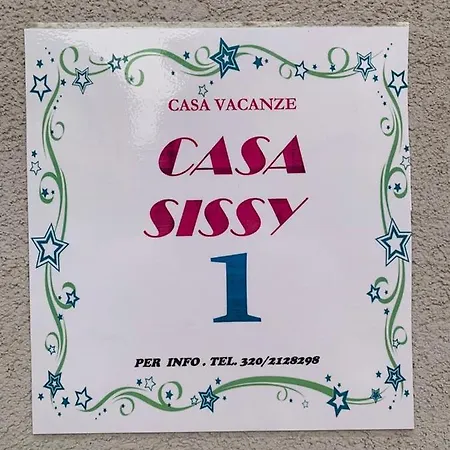 CASA VACANZE
CASA
SISSY
1
PER INFO . TEL. 320/2128298